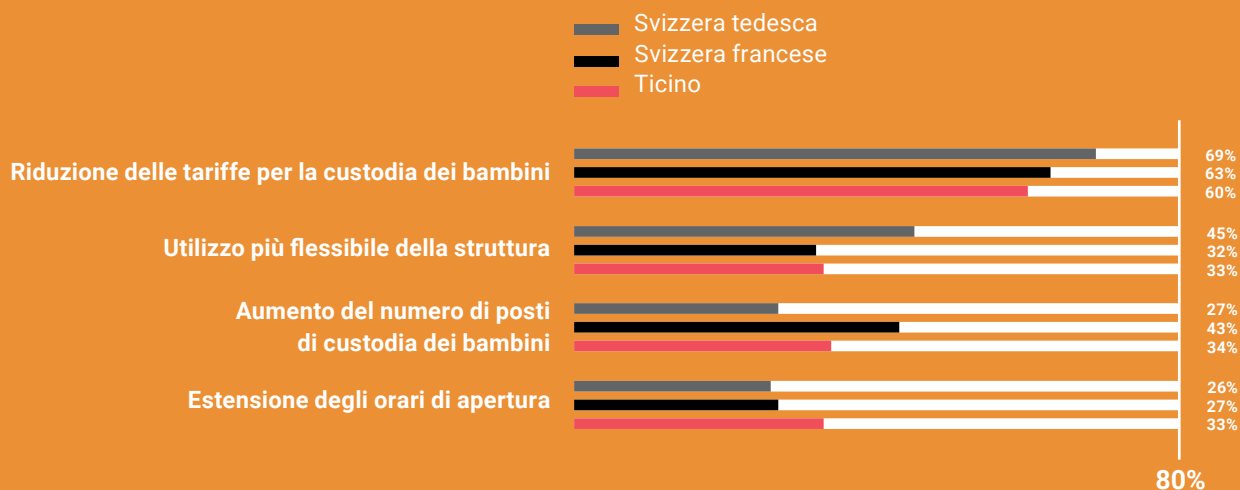 Svizzera tedesca
Svizzera francese
Ticino
Riduzione delle tariffe per la custodia dei bambini
69%
63%
60%
Utilizzo più flessibile della struttura
45%
32%
33%
Aumento del numero di posti
di custodia dei bambini
27%
43%
34%
Estensione degli orari di apertura
26%
27%
33%
80%